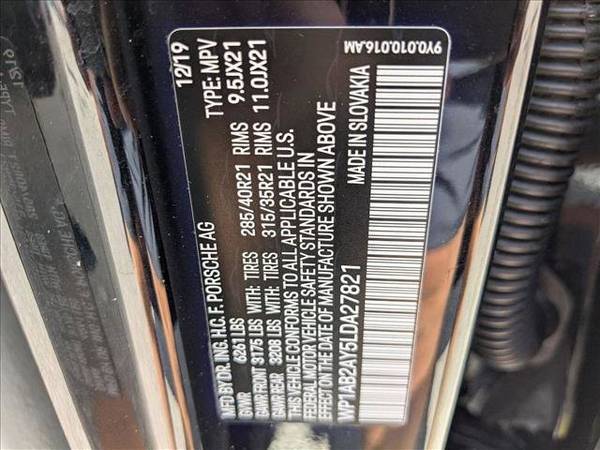 MFD BY DR. ING. H.C. F. PORSCHE AG 12/19
GVWR 6261 LBS TYPE: MPV
GAWR FRONT 3175 LBS WITH: TIRES 285/40R21 RIMS 9.5JX21
GAWR REAR 3208 LBS WITH: TIRES 315/35R21 RIMS 11.0JX21
THIS VEHICLE CONFORMS TO ALL APPLICABLE U.S.
FEDERAL MOTOR VEHICLE SAFETY STANDARDS IN
EFFECT ON THE DATE OF MANUFACTURE SHOWN ABOVE
WP1AB2AY5LDA27821 MADE IN SLOVAKIA
9Y0.010.016.AM